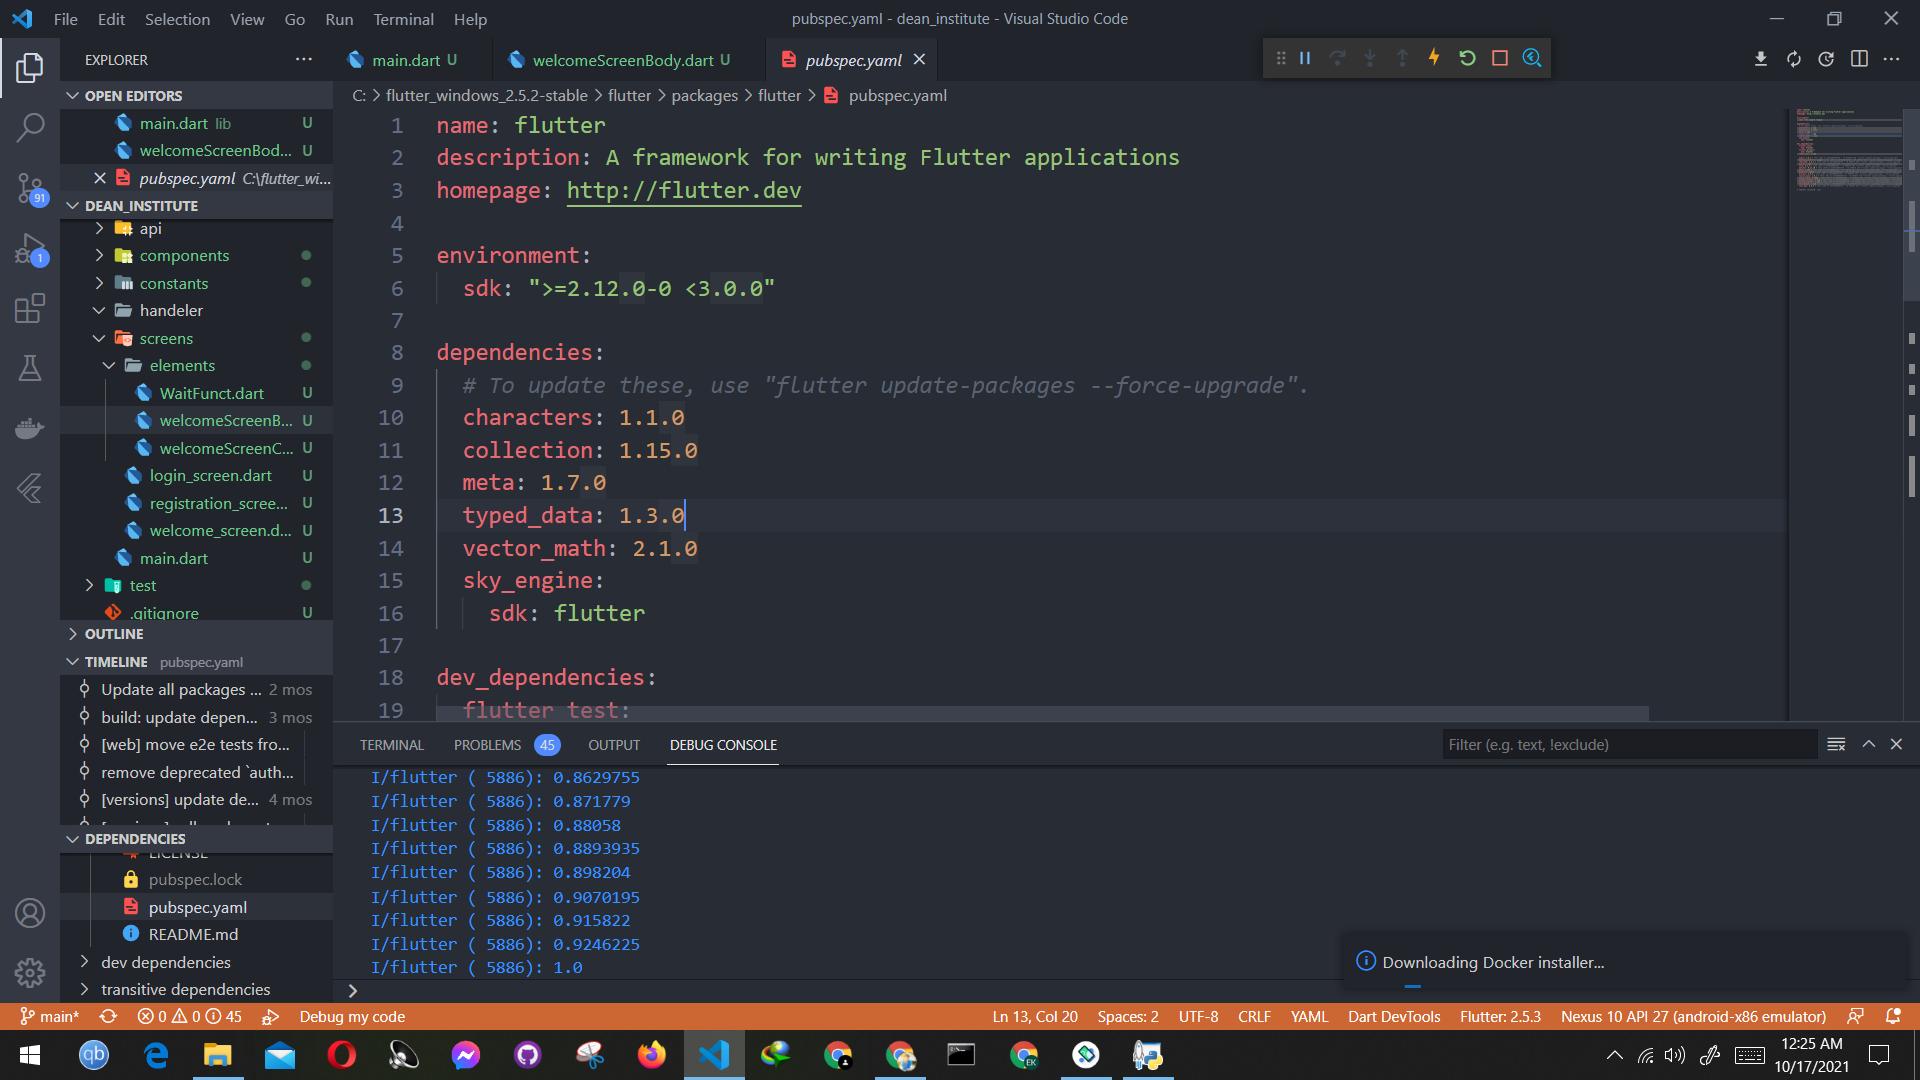 File Edit Selection View Go Run Terminal Help
pubspec.yaml - dean_institute - Visual Studio Code
EXPLORER
main.dart U
welcomeScreenBody.dart U
pubspec.yaml
OPEN EDITORS
main.dart lib U
welcomeScreenBod... U
pubspec.yaml C:\flutter_wi...
DEAN_INSTITUTE
api
components
constants
handeler
screens
elements
WaitFunct.dart U
welcomeScreenB... U
welcomeScreenC... U
login_screen.dart U
registration_scree... U
welcome_screen.d... U
main.dart U
test
.gitignore U
OUTLINE
TIMELINE pubspec.yaml
Update all packages ... 2 mos
build: update depen... 3 mos
[web] move e2e tests fro...
remove deprecated `auth...
[versions] update de... 4 mos
DEPENDENCIES
LICENSE
pubspec.lock
pubspec.yaml
README.md
dev dependencies
transitive dependencies
91
1
C: > flutter_windows_2.5.2-stable > flutter > packages > flutter > pubspec.yaml
1 name: flutter
2 description: A framework for writing Flutter applications
3 homepage: http://flutter.dev
4
5 environment:
6 sdk: ">=2.12.0-0 <3.0.0"
7
8 dependencies:
9 # To update these, use "flutter update-packages --force-upgrade".
10 characters: 1.1.0
11 collection: 1.15.0
12 meta: 1.7.0
13 typed_data: 1.3.0
14 vector_math: 2.1.0
15 sky_engine:
16 sdk: flutter
17
18 dev_dependencies:
19 flutter_test:
TERMINAL PROBLEMS 45 OUTPUT DEBUG CONSOLE
Filter (e.g. text, !exclude)
I/flutter ( 5886): 0.8629755
I/flutter ( 5886): 0.871779
I/flutter ( 5886): 0.88058
I/flutter ( 5886): 0.8893935
I/flutter ( 5886): 0.898204
I/flutter ( 5886): 0.9070195
I/flutter ( 5886): 0.915822
I/flutter ( 5886): 0.9246225
I/flutter ( 5886): 1.0
Downloading Docker installer...
main* 0 0 45 Debug my code
Ln 13, Col 20 Spaces: 2 UTF-8 CRLF YAML Dart DevTools Flutter: 2.5.3 Nexus 10 API 27 (android-x86 emulator)
qb
EK
12:25 AM
10/17/2021